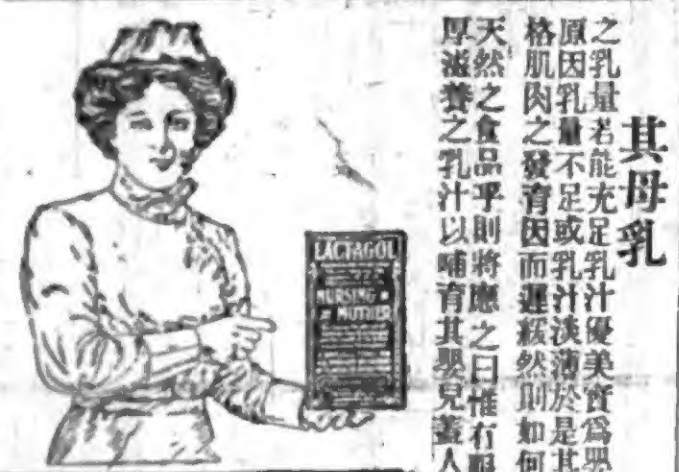 其母乳
之乳量若能充足乳汁優美實爲嬰
原因乳量不足或乳汁淡薄於是其
格肌肉之發育因而遲緩然則如何
天然之食品乎則將應之曰惟有服
厚滋養之乳汁以哺育其嬰兒蓋人
LACTAGOL
NURSING
MOTHER